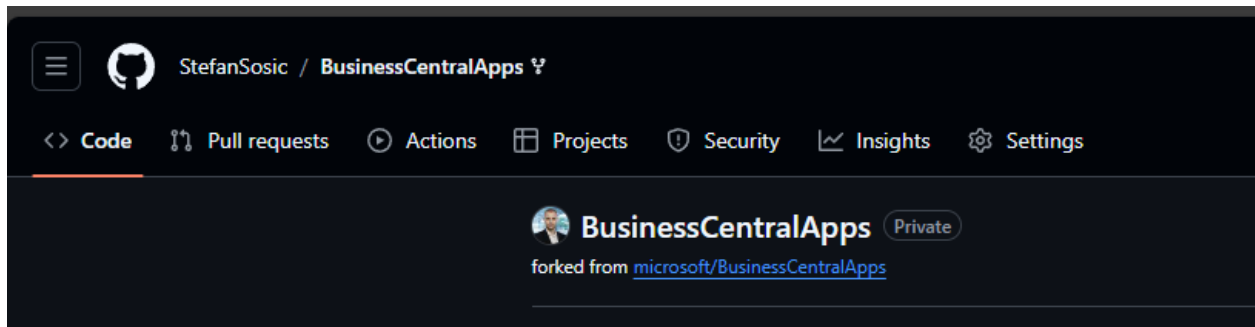 StefanSosic / BusinessCentralApps
<> Code Pull requests Actions Projects Security Insights Settings
BusinessCentralApps Private
forked from microsoft/BusinessCentralApps